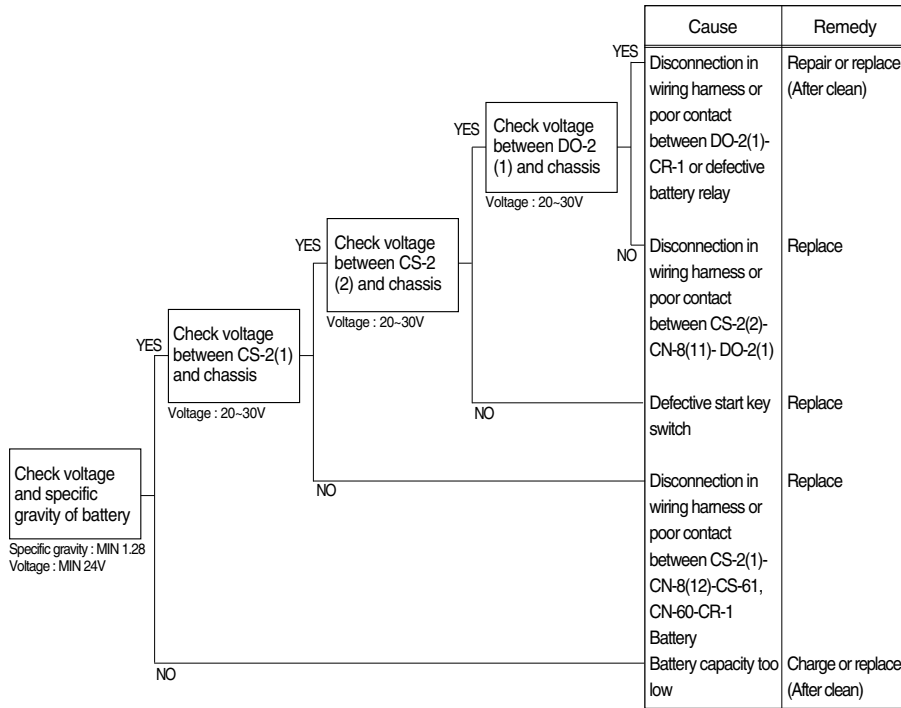 Cause
Remedy
YES
Disconnection in
wiring harness or
poor contact
between DO-2(1)-
CR-1 or defective
battery relay
Repair or replace
(After clean)
YES
Check voltage
between DO-2
(1) and chassis
Voltage : 20~30V
NO
Disconnection in
wiring harness or
poor contact
between CS-2(2)-
CN-8(11)- DO-2(1)
Replace
YES
Check voltage
between CS-2
(2) and chassis
Voltage : 20~30V
NO
Defective start key
switch
Replace
YES
Check voltage
between CS-2(1)
and chassis
Voltage : 20~30V
NO
Disconnection in
wiring harness or
poor contact
between CS-2(1)-
CN-8(12)-CS-61,
CN-60-CR-1
Battery
Replace
Check voltage
and specific
gravity of battery
Specific gravity : MIN 1.28
Voltage : MIN 24V
NO
Battery capacity too
low
Charge or replace
(After clean)